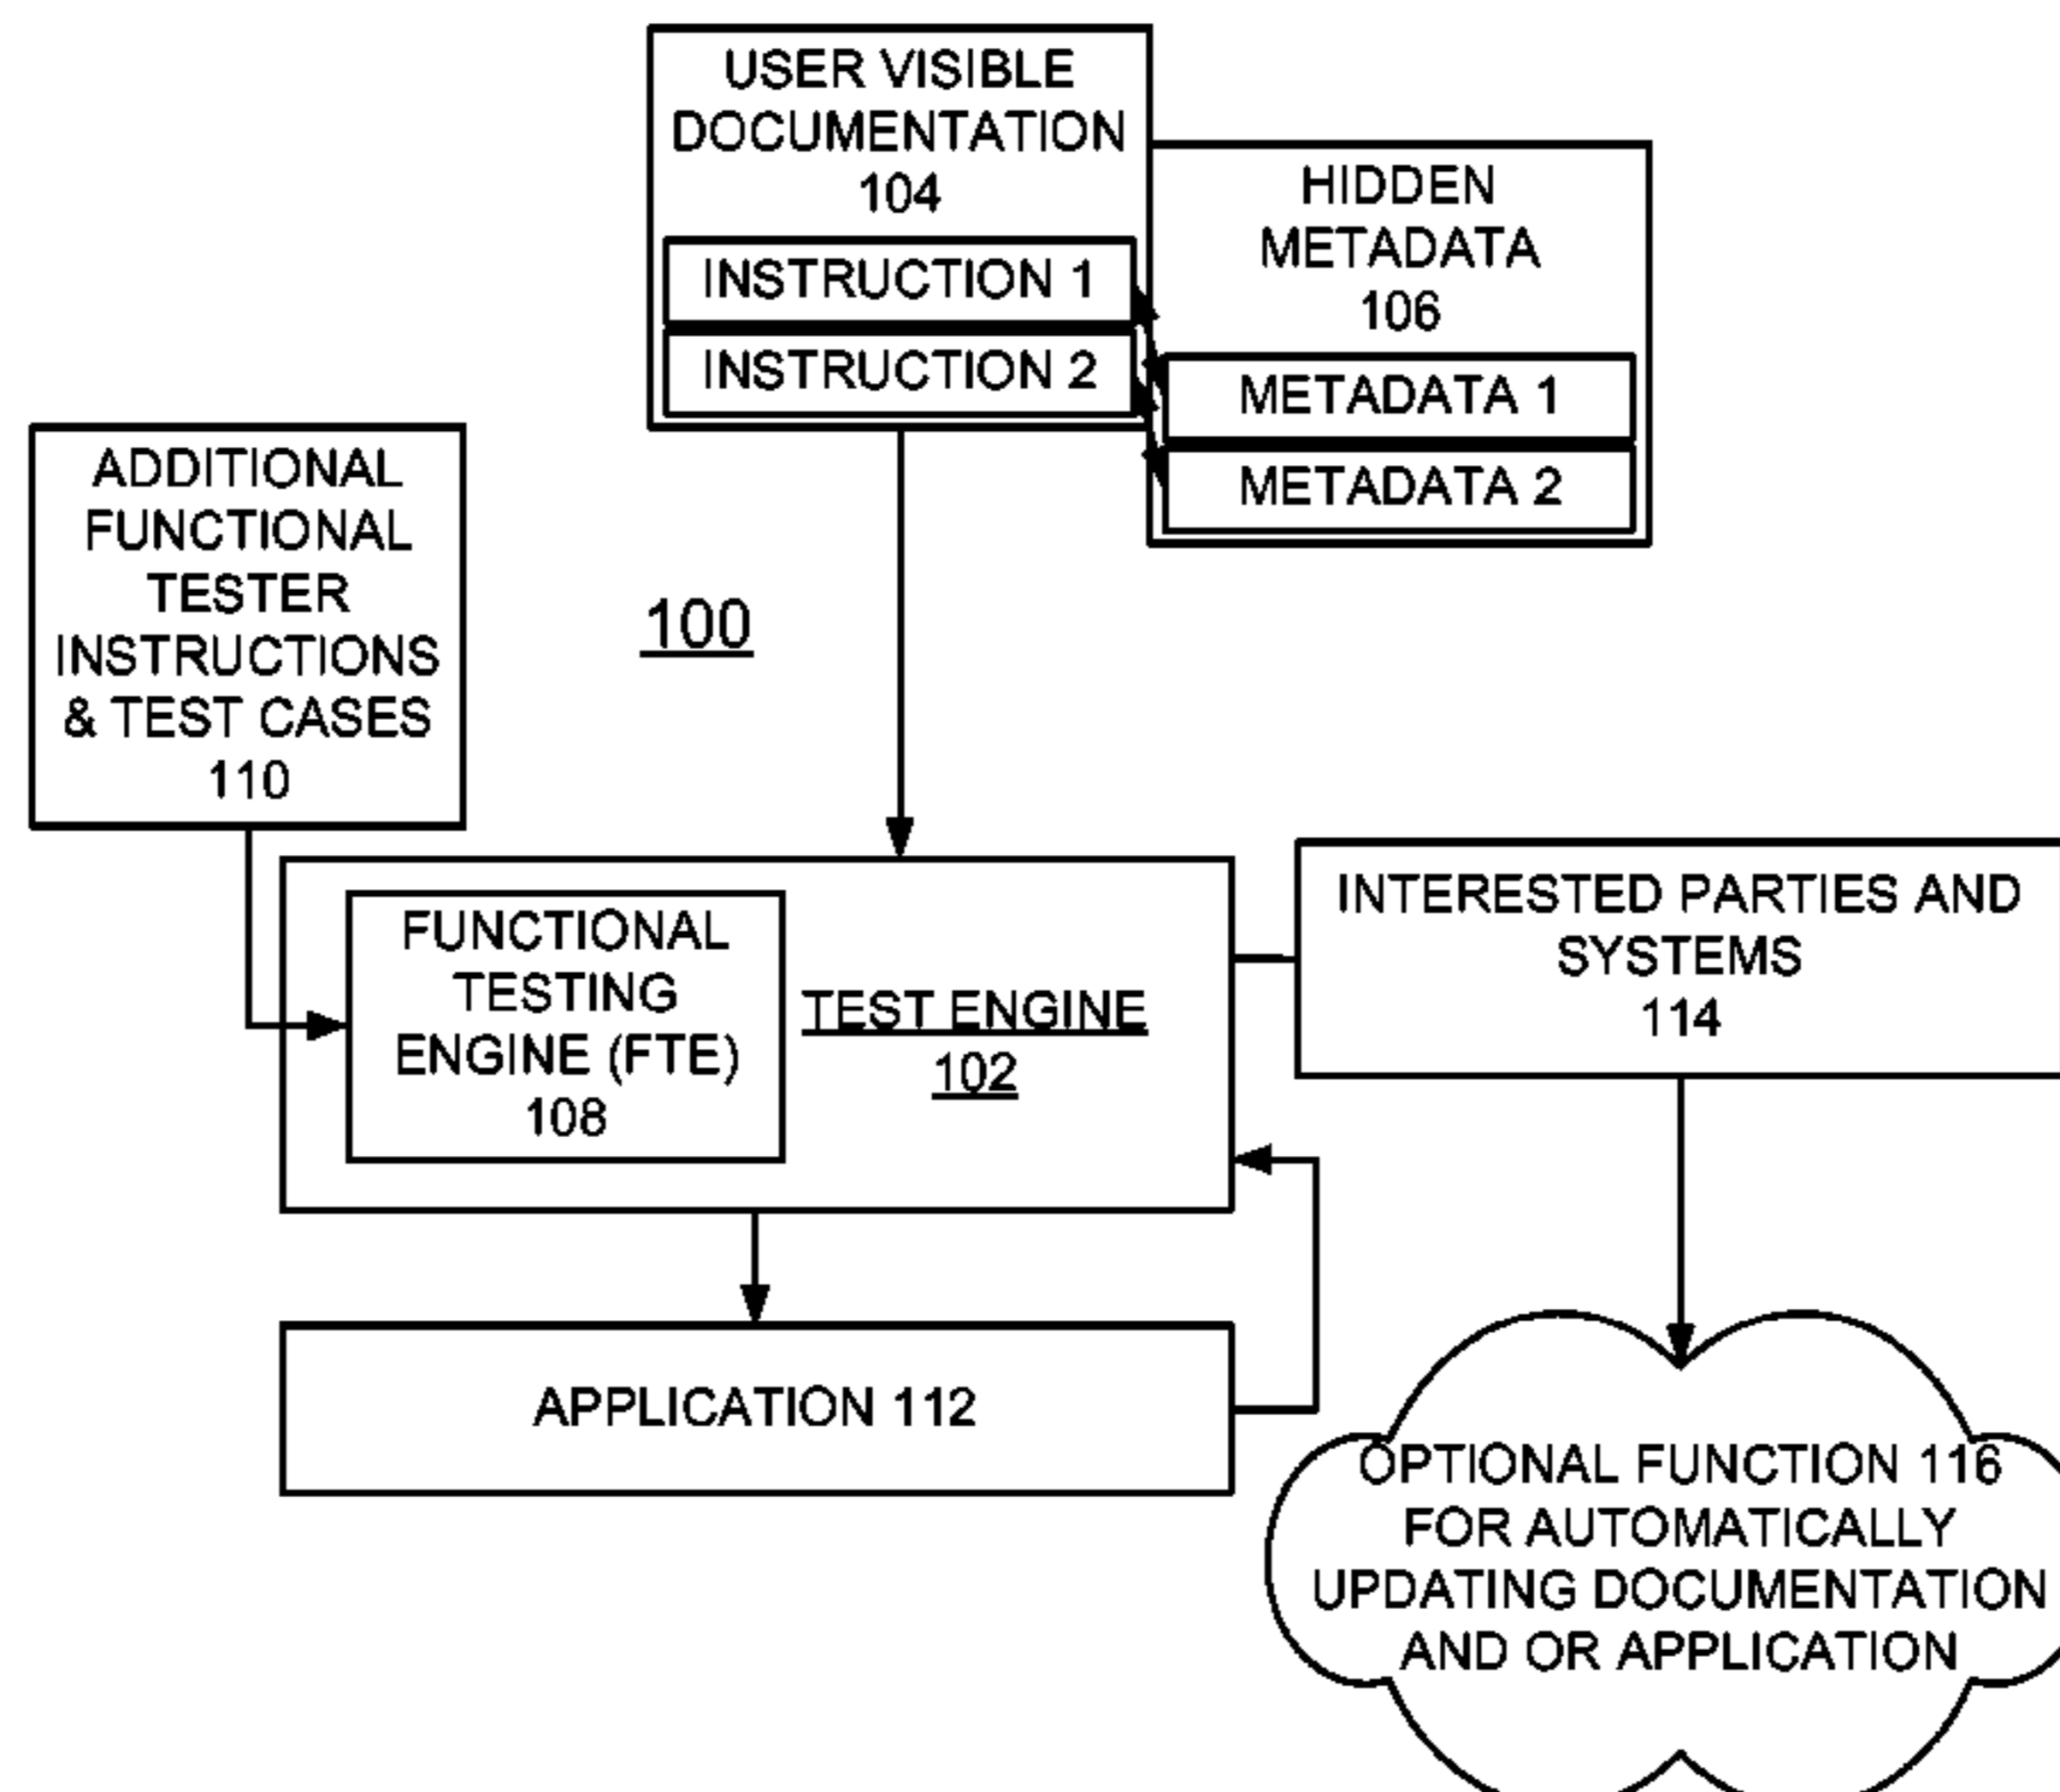 USER VISIBLE
DOCUMENTATION
104
INSTRUCTION 1
INSTRUCTION 2
HIDDEN
METADATA
106
METADATA 1
METADATA 2
ADDITIONAL
FUNCTIONAL
TESTER
INSTRUCTIONS
& TEST CASES
110
100
FUNCTIONAL
TESTING
ENGINE (FTE)
108
TEST ENGINE
102
INTERESTED PARTIES AND
SYSTEMS
114
APPLICATION 112
OPTIONAL FUNCTION 116
FOR AUTOMATICALLY
UPDATING DOCUMENTATION
AND OR APPLICATION